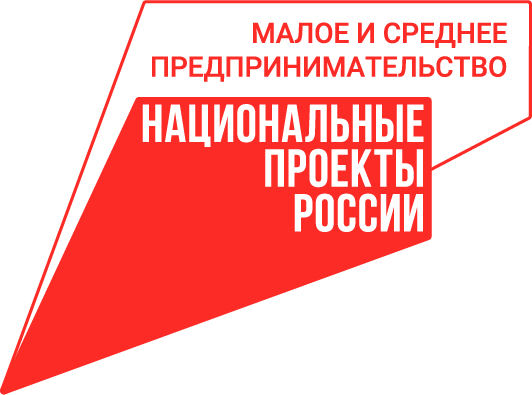 МАЛОЕ И СРЕДНЕЕ
ПРЕДПРИНИМАТЕЛЬСТВО
НАЦИОНАЛЬНЫЕ
ПРОЕКТЫ
РОССИИ